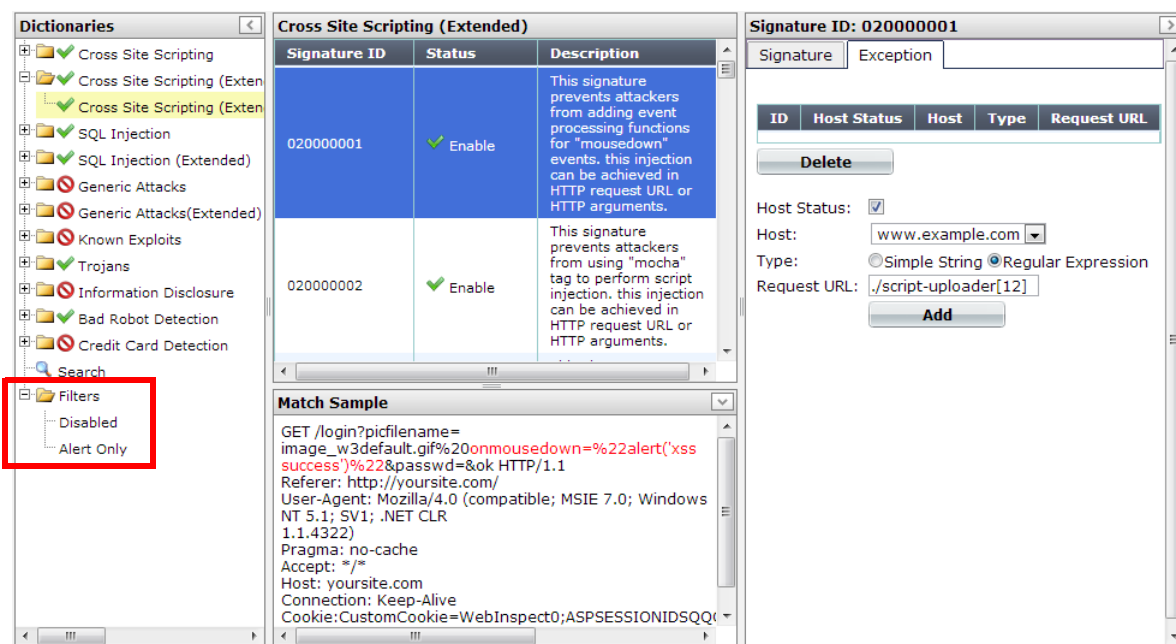 Dictionaries
Cross Site Scripting
Cross Site Scripting (Exten
Cross Site Scripting (Exten
SQL Injection
SQL Injection (Extended)
Generic Attacks
Generic Attacks(Extended)
Known Exploits
Trojans
Information Disclosure
Bad Robot Detection
Credit Card Detection
Search
Filters
Disabled
Alert Only
Cross Site Scripting (Extended)
Signature ID Status Description
020000001 Enable
This signature
prevents attackers
from adding event
processing functions
for "mousedown"
events. this injection
can be achieved in
HTTP request URL or
HTTP arguments.
020000002 Enable
This signature
prevents attackers
from using "mocha"
tag to perform script
injection. this injection
can be achieved in
HTTP request URL or
HTTP arguments.
Match Sample
GET /login?picfilename=
image_w3default.gif%20onmousedown=%22alert('xss
success')%22&passwd=&ok HTTP/1.1
Referer: http://yoursite.com/
User-Agent: Mozilla/4.0 (compatible; MSIE 7.0; Windows
NT 5.1; SV1; .NET CLR
1.1.4322)
Pragma: no-cache
Accept: */*
Host: yoursite.com
Connection: Keep-Alive
Cookie:CustomCookie=WebInspect0;ASPSESSIONIDSQQ
Signature ID: 020000001
Signature Exception
ID Host Status Host Type Request URL
Delete
Host Status:
Host: www.example.com
Type: Simple String Regular Expression
Request URL: ./script-uploader[12]
Add